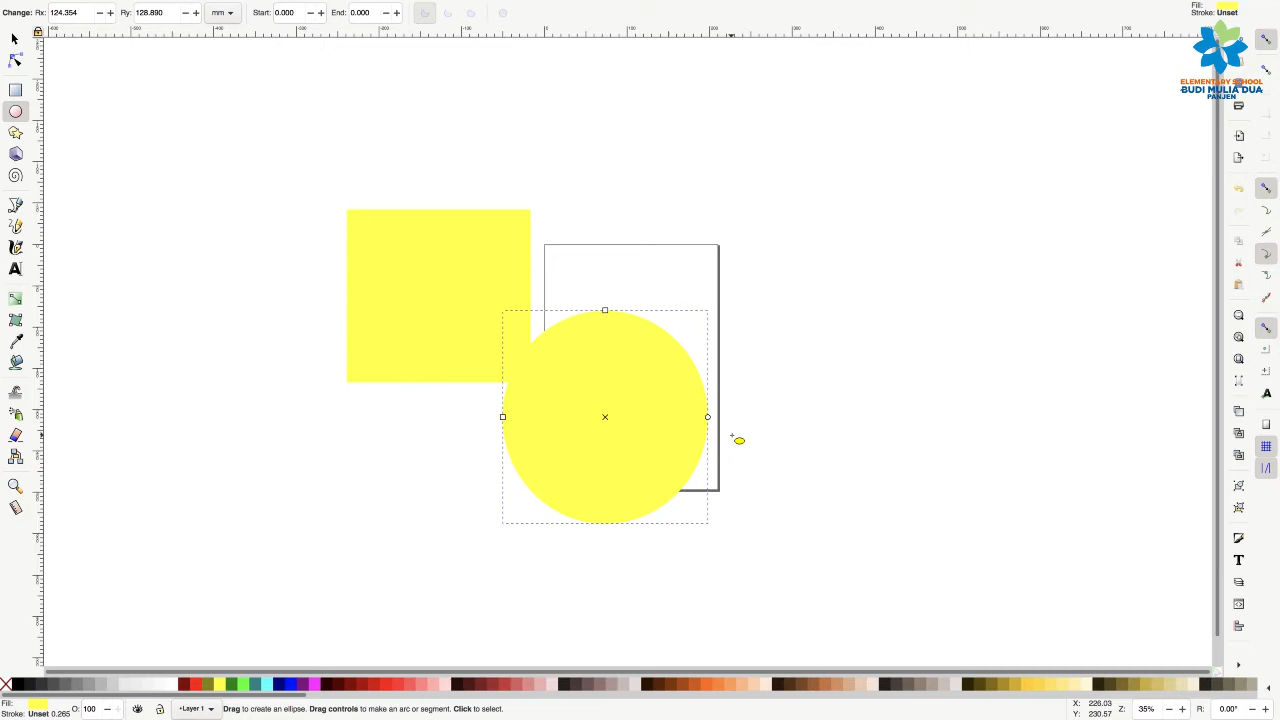 Change: Rx: 124.354 Ry: 128.890 mm Start: 0.000 End: 0.000
Fill:
Stroke: Unset
ELEMENTARY SCHOOL
BUDI MULIA DUA
PANJEN
Fill:
Stroke: Unset 0.265
O: 100
•Layer 1
Drag to create an ellipse. Drag controls to make an arc or segment. Click to select.
X: 226.03
Y: 230.57
Z: 35%
R: 0.00°